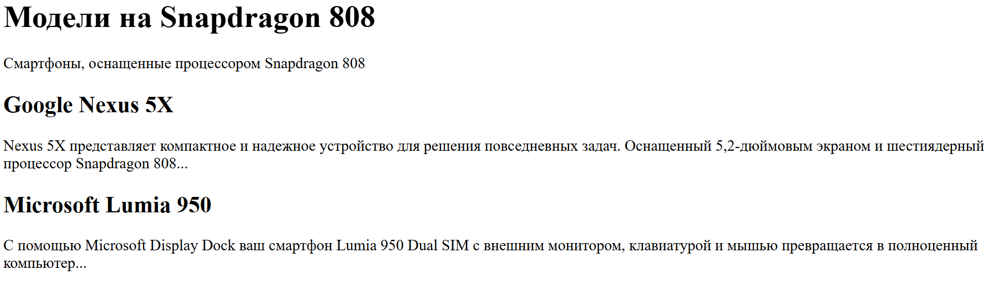 Модели на Snapdragon 808
Смартфоны, оснащенные процессором Snapdragon 808
Google Nexus 5X
Nexus 5X представляет компактное и надежное устройство для решения повседневных задач. Оснащенный 5,2-дюймовым экраном и шестиядерный
процессор Snapdragon 808...
Microsoft Lumia 950
С помощью Microsoft Display Dock ваш смартфон Lumia 950 Dual SIM с внешним монитором, клавиатурой и мышью превращается в полноценный
компьютер...